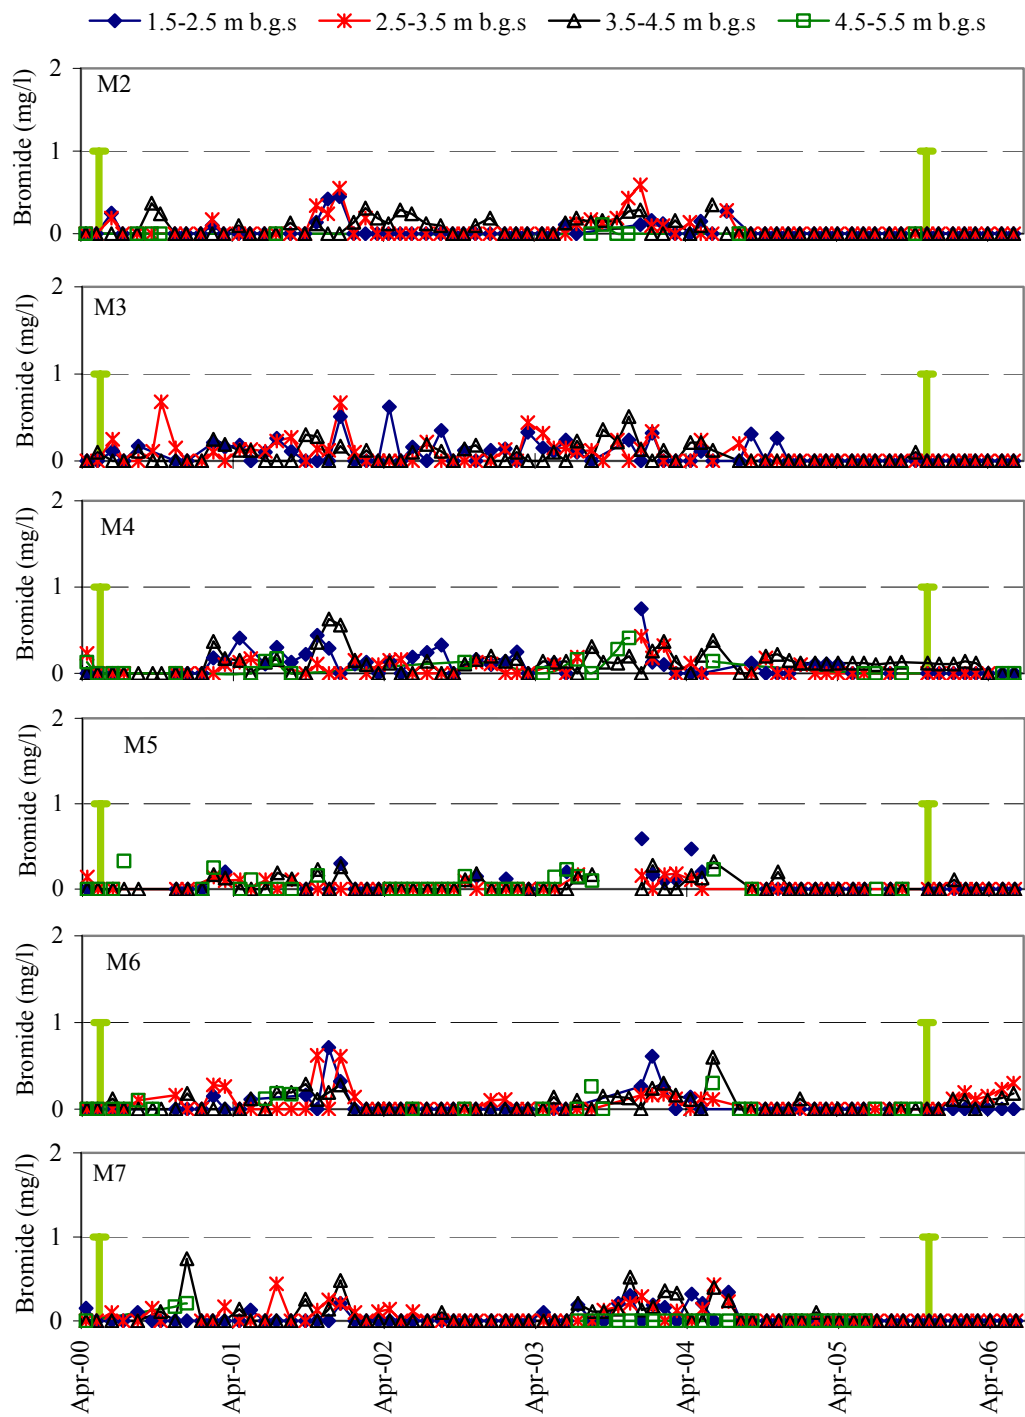 1.5-2.5 m b.g.s 2.5-3.5 m b.g.s 3.5-4.5 m b.g.s 4.5-5.5 m b.g.s
M2
Bromide (mg/l)
2
1
0
M3
Bromide (mg/l)
2
1
0
M4
Bromide (mg/l)
2
1
0
M5
Bromide (mg/l)
2
1
0
M6
Bromide (mg/l)
2
1
0
M7
Bromide (mg/l)
2
1
0
Apr-00 Apr-01 Apr-02 Apr-03 Apr-04 Apr-05 Apr-06